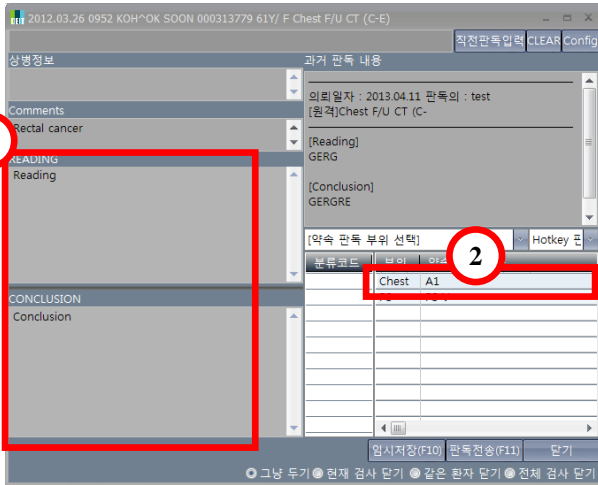 2012.03.26 0952 KOH^OK SOON 000313779 61Y/ F Chest F/U CT (C-E)
직전판독입력 CLEAR Config
상병정보
과거 판독 내용
의뢰일자 : 2013.04.11 판독의 : test
[원격]Chest F/U CT (C-
Comments
Rectal cancer
[Reading]
GERG
READING
Reading
[Conclusion]
GERGRE
[약속 판독 부위 선택]
Hotkey 판
분류코드 부위 약속
2
Chest A1
CONCLUSION
Conclusion
임시저장(F10) 판독전송(F11) 닫기
그냥 두기 현재 검사 닫기 같은 환자 닫기 전체 검사 닫기